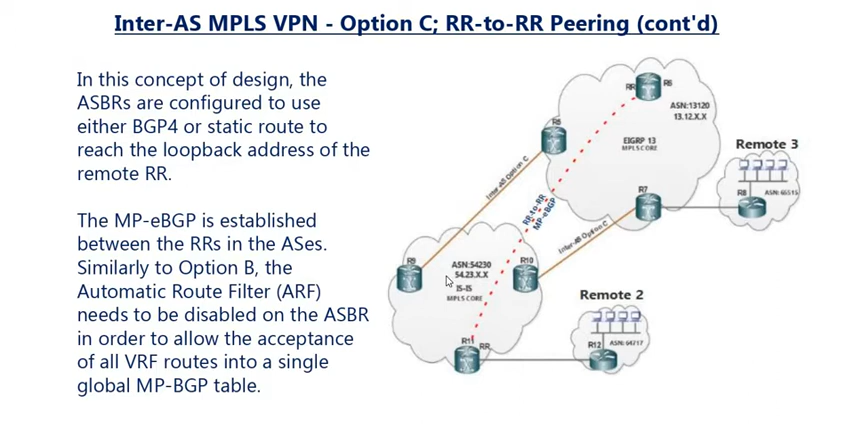 Inter-AS MPLS VPN - Option C; RR-to-RR Peering (cont'd)
In this concept of design, the
ASBRs are configured to use
either BGP4 or static route to
reach the loopback address of the
remote RR.
The MP-eBGP is established
between the RRs in the ASes.
Similarly to Option B, the
Automatic Route Filter (ARF)
needs to be disabled on the ASBR
in order to allow the acceptance
of all VRF routes into a single
global MP-BGP table.
RR
R6
ASN:13120
13.12.X.X
R5
EIGRP 13
MPLS CORE
Remote 3
Inter-AS Option C
RR-to-RR
MP-eBGP
R7
R8
ASN: 65515
Inter-AS Option C
R9
ASN:54230
54.23.X.X
IS-IS
MPLS CORE
R10
Remote 2
R11
RR
R12
ASN: 64717